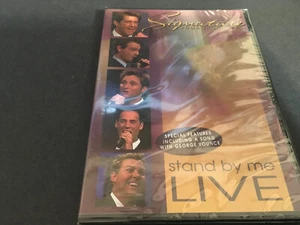 Signature
SPECIAL FEATURES
INCLUDING A SONG
WITH GEORGE YOUNCE
stand by me
LIVE